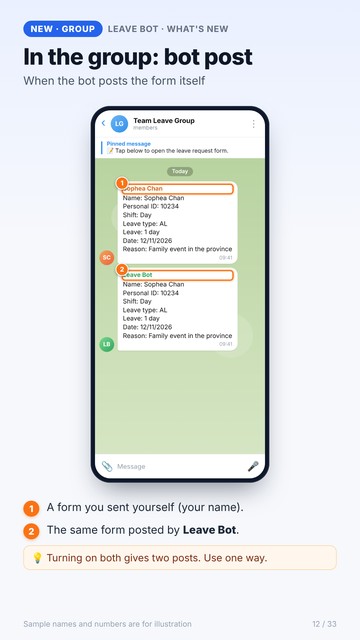 NEW · GROUP LEAVE BOT · WHAT'S NEW
In the group: bot post
When the bot posts the form itself
LG Team Leave Group
members
Pinned message
📝 Tap below to open the leave request form.
Today
1
Sophea Chan
Name: Sophea Chan
Personal ID: 10234
Shift: Day
Leave type: AL
Leave: 1 day
Date: 12/11/2026
Reason: Family event in the province
SC 09:41
2
Leave Bot
Name: Sophea Chan
Personal ID: 10234
Shift: Day
Leave type: AL
Leave: 1 day
Date: 12/11/2026
Reason: Family event in the province
LB 09:41
Message
1 A form you sent yourself (your name).
2 The same form posted by Leave Bot.
💡 Turning on both gives two posts. Use one way.
Sample names and numbers are for illustration 12 / 33